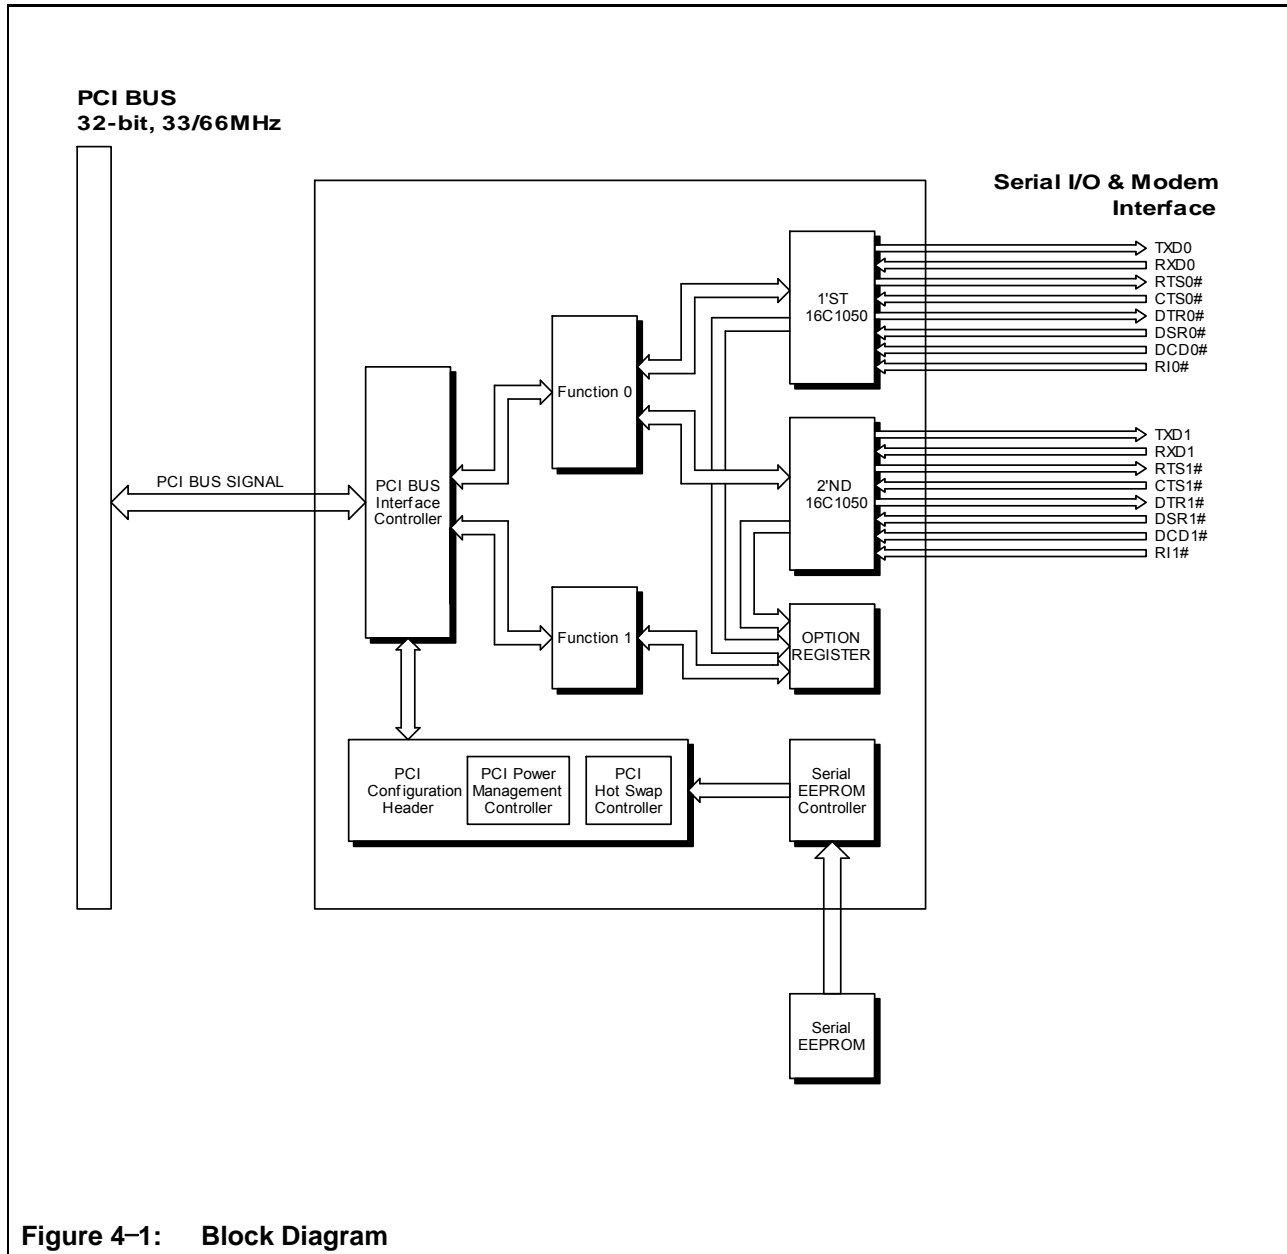 PCI BUS
32-bit, 33/66MHz
Serial I/O & Modem
Interface
TXD0
RXD0
RTS0#
CTS0#
DTR0#
DSR0#
DCD0#
RI0#
1'ST
16C1050
Function 0
TXD1
RXD1
RTS1#
CTS1#
DTR1#
DSR1#
DCD1#
RI1#
2'ND
16C1050
PCI BUS SIGNAL
PCI BUS
Interface
Controller
Function 1
OPTION
REGISTER
PCI
Configuration
Header
PCI Power
Management
Controller
PCI
Hot Swap
Controller
Serial
EEPROM
Controller
Serial
EEPROM
Figure 4–1: Block Diagram